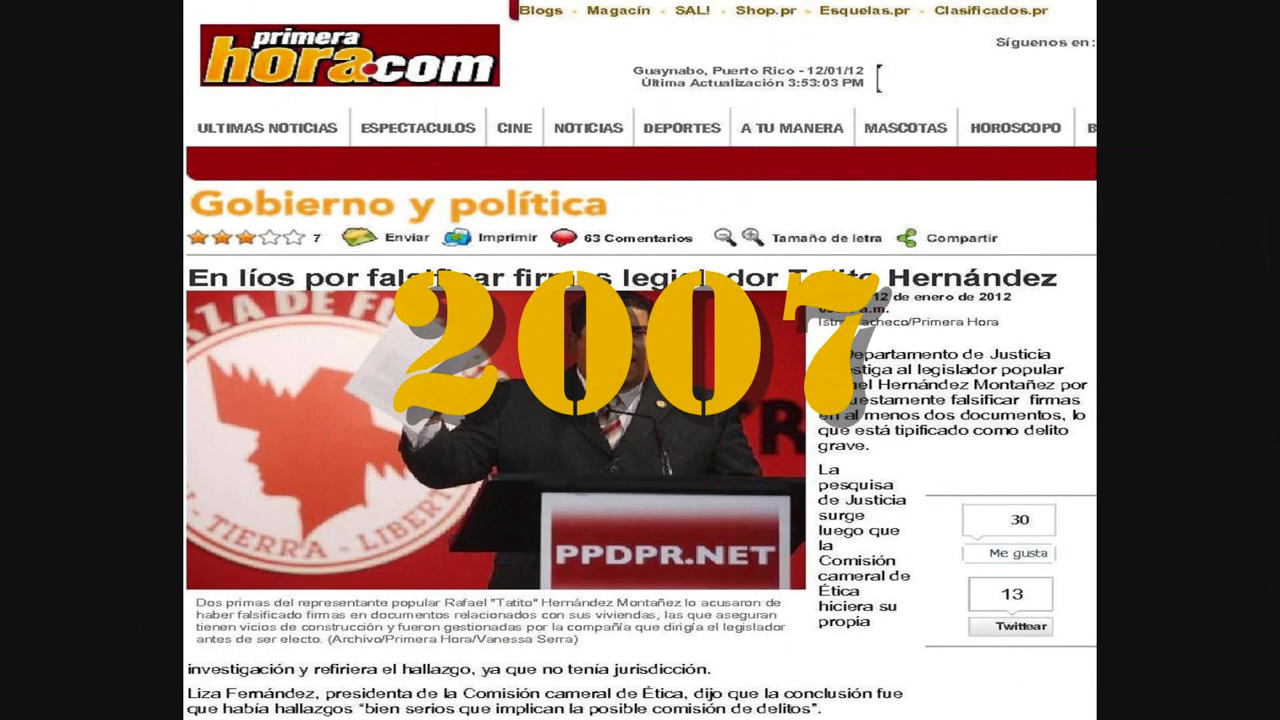 Blogs - Magacín - SAL! - Shop.pr - Esquelas.pr - Clasificados.pr
primera
hora.com
Síguenos en :
Guaynabo, Puerto Rico - 12/01/12
Última Actualización 3:53:03 PM
ULTIMAS NOTICIAS ESPECTACULOS CINE NOTICIAS DEPORTES A TU MANERA MASCOTAS HOROSCOPO B
Gobierno y política
7 Enviar Imprimir 63 Comentarios Tamaño de letra Compartir
En líos por falsificar firmas legislador Tatito Hernández
2007
12 de enero de 2012
a.m.
Pacheco/Primera Hora
Departamento de Justicia
al legislador popular
Hernández Montañez por
falsificar firmas
en al menos dos documentos, lo
que está tipificado como delito
grave.
La
pesquisa
de Justicia
surge
luego que
la
Comisión
cameral de
Ética
hiciera su
propia
TIERRA - LIBERT
PPDPR.NET
30
Me gusta
13
Twittear
Dos primas del representante popular Rafael "Tatito" Hernández Montañez lo acusaron de
haber falsificado firmas en documentos relacionados con sus viviendas, las que aseguran
tienen vicios de construcción y fueron gestionadas por la compañía que dirigía el legislador
antes de ser electo. (Archivo/Primera Hora/Vanessa Serra)
investigación y refiriera el hallazgo, ya que no tenía jurisdicción.
Liza Fernández, presidenta de la Comisión cameral de Ética, dijo que la conclusión fue
que había hallazgos “bien serios que implican la posible comisión de delitos”.